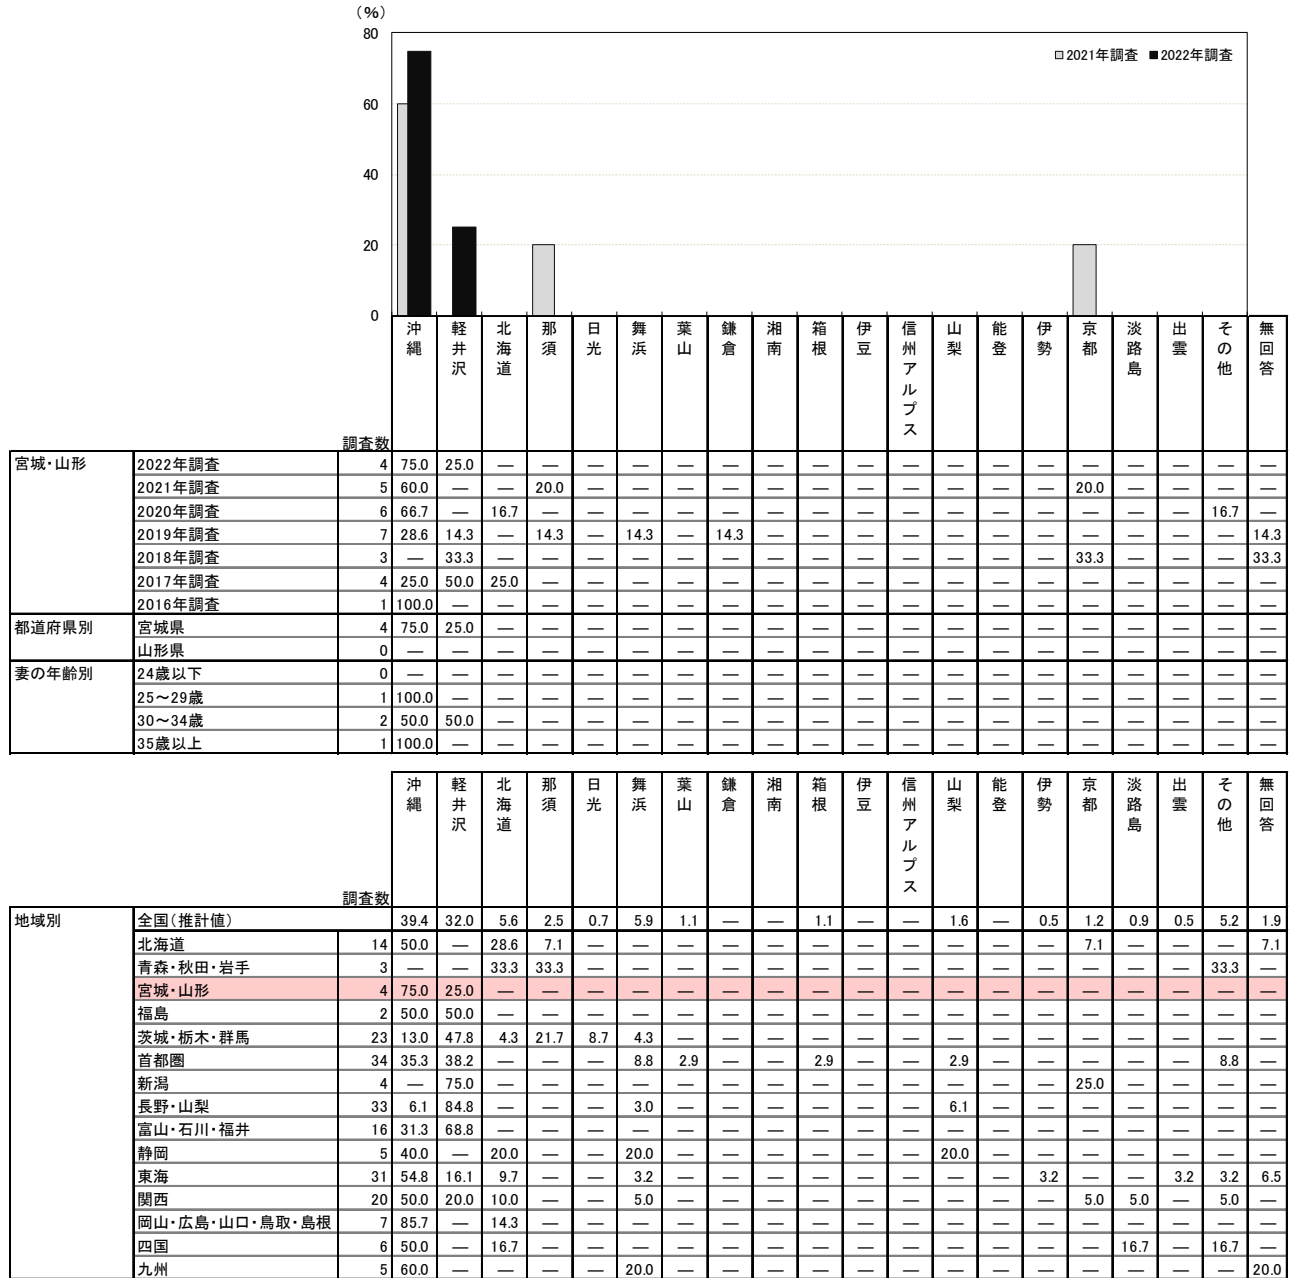 （%）
80
60
40
20
0
□2021年調査 ■2022年調査
調査数 沖縄 軽井沢 北海道 那須 日光 舞浜 葉山 鎌倉 湘南 箱根 伊豆 信州アルプス 山梨 能登 伊勢 京都 淡路島 出雲 その他 無回答
宮城・山形 2022年調査 4 75.0 25.0 — — — — — — — — — — — — — — — — — —
2021年調査 5 60.0 — — 20.0 — — — — — — — — — — — 20.0 — — — —
2020年調査 6 66.7 — 16.7 — — — — — — — — — — — — — — — 16.7 —
2019年調査 7 28.6 14.3 — 14.3 — 14.3 — 14.3 — — — — — — — — — — — 14.3
2018年調査 3 — 33.3 — — — — — — — — — — — — — 33.3 — — — 33.3
2017年調査 4 25.0 50.0 25.0 — — — — — — — — — — — — — — — — —
2016年調査 1 100.0 — — — — — — — — — — — — — — — — — — —
都道府県別 宮城県 4 75.0 25.0 — — — — — — — — — — — — — — — — — —
山形県 0 — — — — — — — — — — — — — — — — — — — —
妻の年齢別 24歳以下 0 — — — — — — — — — — — — — — — — — — — —
25～29歳 1 100.0 — — — — — — — — — — — — — — — — — — —
30～34歳 2 50.0 50.0 — — — — — — — — — — — — — — — — — —
35歳以上 1 100.0 — — — — — — — — — — — — — — — — — — —
調査数 沖縄 軽井沢 北海道 那須 日光 舞浜 葉山 鎌倉 湘南 箱根 伊豆 信州アルプス 山梨 能登 伊勢 京都 淡路島 出雲 その他 無回答
地域別 全国（推計値） 39.4 32.0 5.6 2.5 0.7 5.9 1.1 — — 1.1 — — 1.6 — 0.5 1.2 0.9 0.5 5.2 1.9
北海道 14 50.0 — 28.6 7.1 — — — — — — — — — — — 7.1 — — — 7.1
青森・秋田・岩手 3 — — 33.3 33.3 — — — — — — — — — — — — — — 33.3 —
宮城・山形 4 75.0 25.0 — — — — — — — — — — — — — — — — — —
福島 2 50.0 50.0 — — — — — — — — — — — — — — — — — —
茨城・栃木・群馬 23 13.0 47.8 4.3 21.7 8.7 4.3 — — — — — — — — — — — — — —
首都圏 34 35.3 38.2 — — — 8.8 2.9 — — 2.9 — — 2.9 — — — — — 8.8 —
新潟 4 — 75.0 — — — — — — — — — — — — — 25.0 — — — —
長野・山梨 33 6.1 84.8 — — — 3.0 — — — — — — 6.1 — — — — — — —
富山・石川・福井 16 31.3 68.8 — — — — — — — — — — — — — — — — — —
静岡 5 40.0 — 20.0 — — 20.0 — — — — — — 20.0 — — — — — — —
東海 31 54.8 16.1 9.7 — — 3.2 — — — — — — — — 3.2 — — 3.2 3.2 6.5
関西 20 50.0 20.0 10.0 — — 5.0 — — — — — — — — — 5.0 5.0 — 5.0 —
岡山・広島・山口・鳥取・島根 7 85.7 — 14.3 — — — — — — — — — — — — — — — — —
四国 6 50.0 — 16.7 — — — — — — — — — — — — — 16.7 — 16.7 —
九州 5 60.0 — — — — 20.0 — — — — — — — — — — — — — 20.0